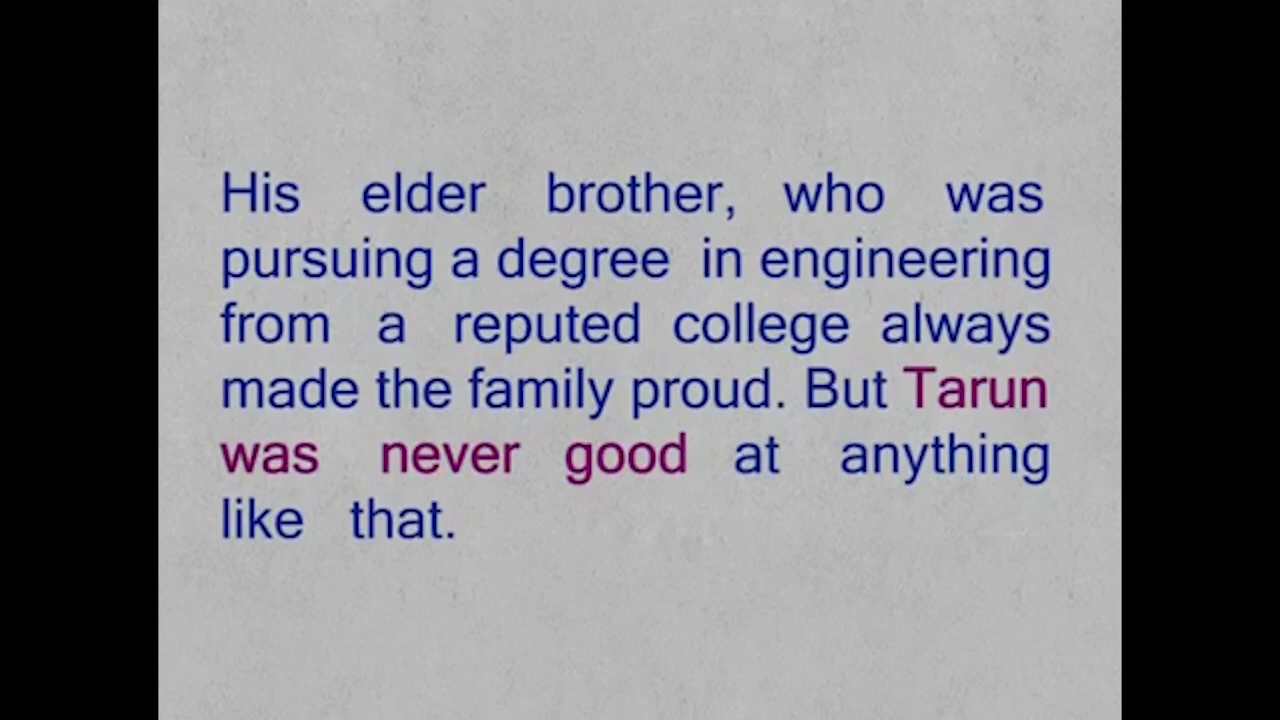 His elder brother, who was
pursuing a degree in engineering
from a reputed college always
made the family proud. But Tarun
was never good at anything
like that.